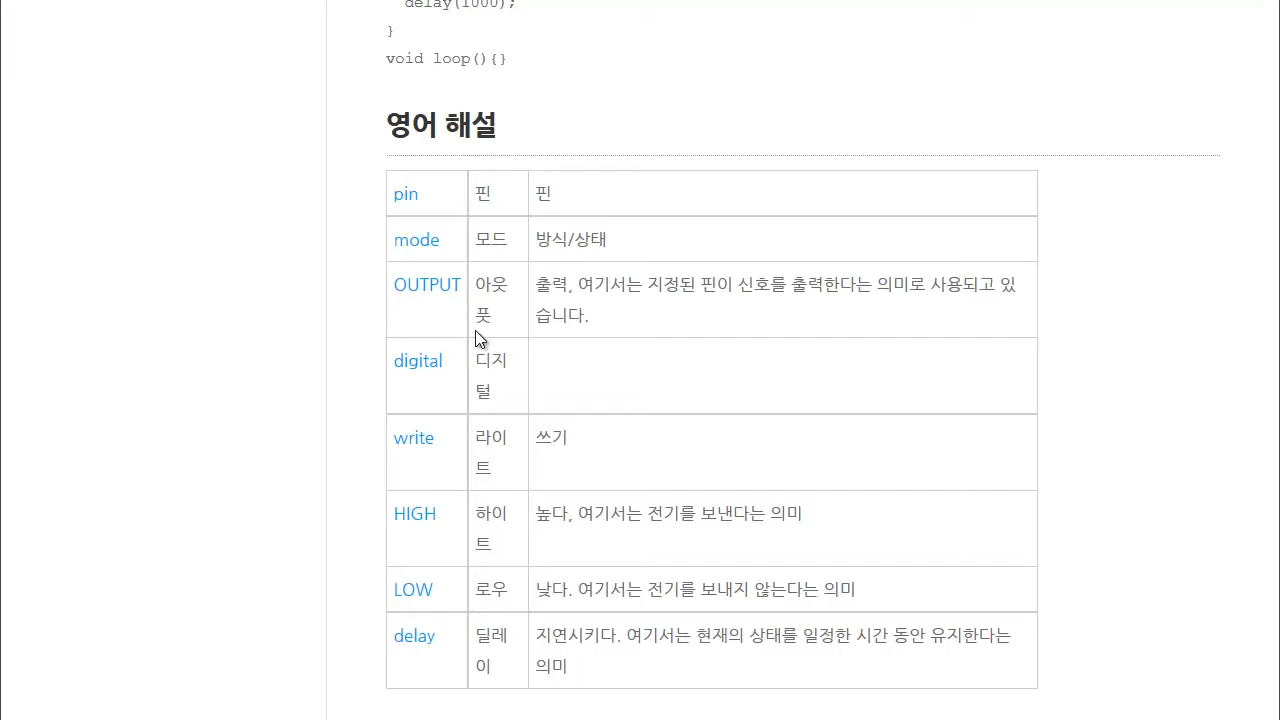 delay(1000);
}
void loop(){}
영어 해설
pin 핀 핀
mode 모드 방식/상태
OUTPUT 아웃 출력, 여기서는 지정된 핀이 신호를 출력한다는 의미로 사용되고 있
풋 습니다.
digital 디지
털
write 라이 쓰기
트
HIGH 하이 높다, 여기서는 전기를 보낸다는 의미
트
LOW 로우 낮다. 여기서는 전기를 보내지 않는다는 의미
delay 딜레 지연시키다. 여기서는 현재의 상태를 일정한 시간 동안 유지한다는
이 의미